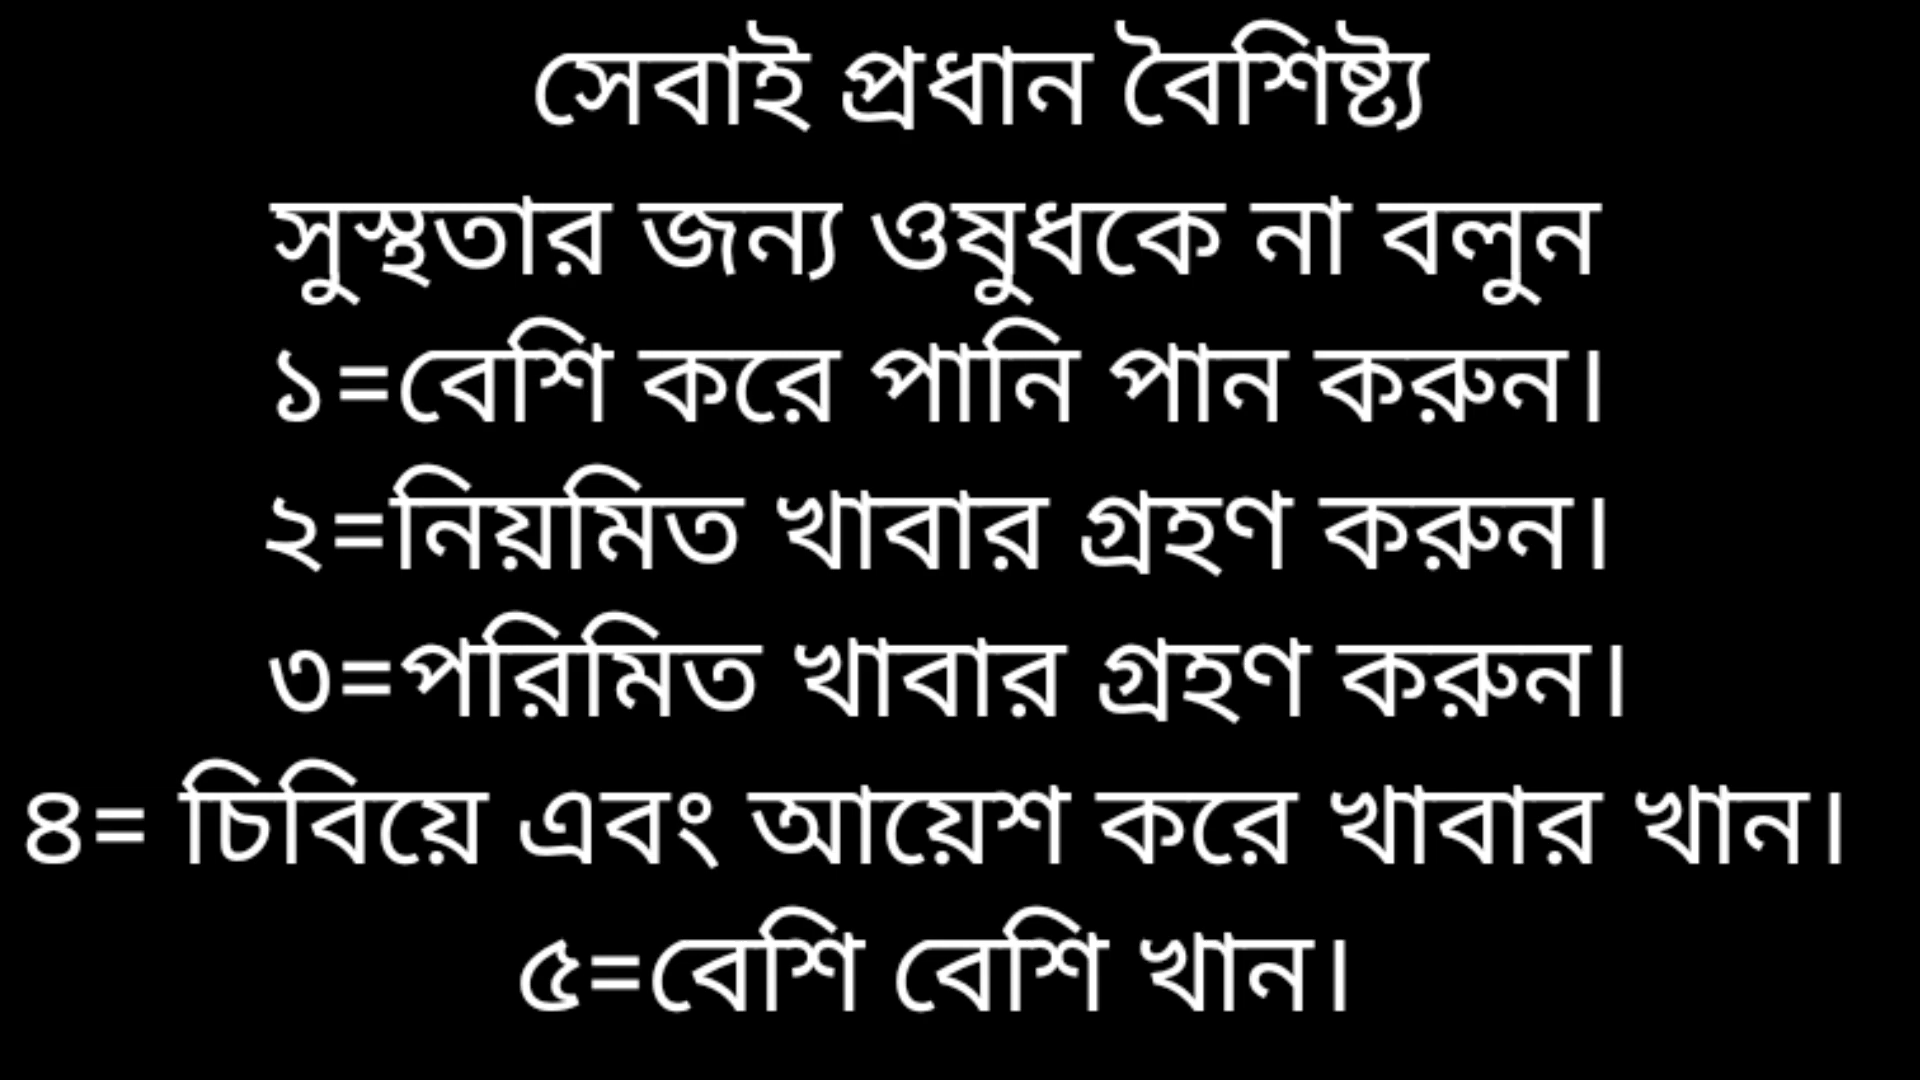 সেবাই প্রধান বৈশিষ্ট্য
সুস্থতার জন্য ওষুধকে না বলুন
১=বেশি করে পানি পান করুন।
২=নিয়মিত খাবার গ্রহণ করুন।
৩=পরিমিত খাবার গ্রহণ করুন।
৪= চিবিয়ে এবং আয়েশ করে খাবার খান।
৫=বেশি বেশি খান।